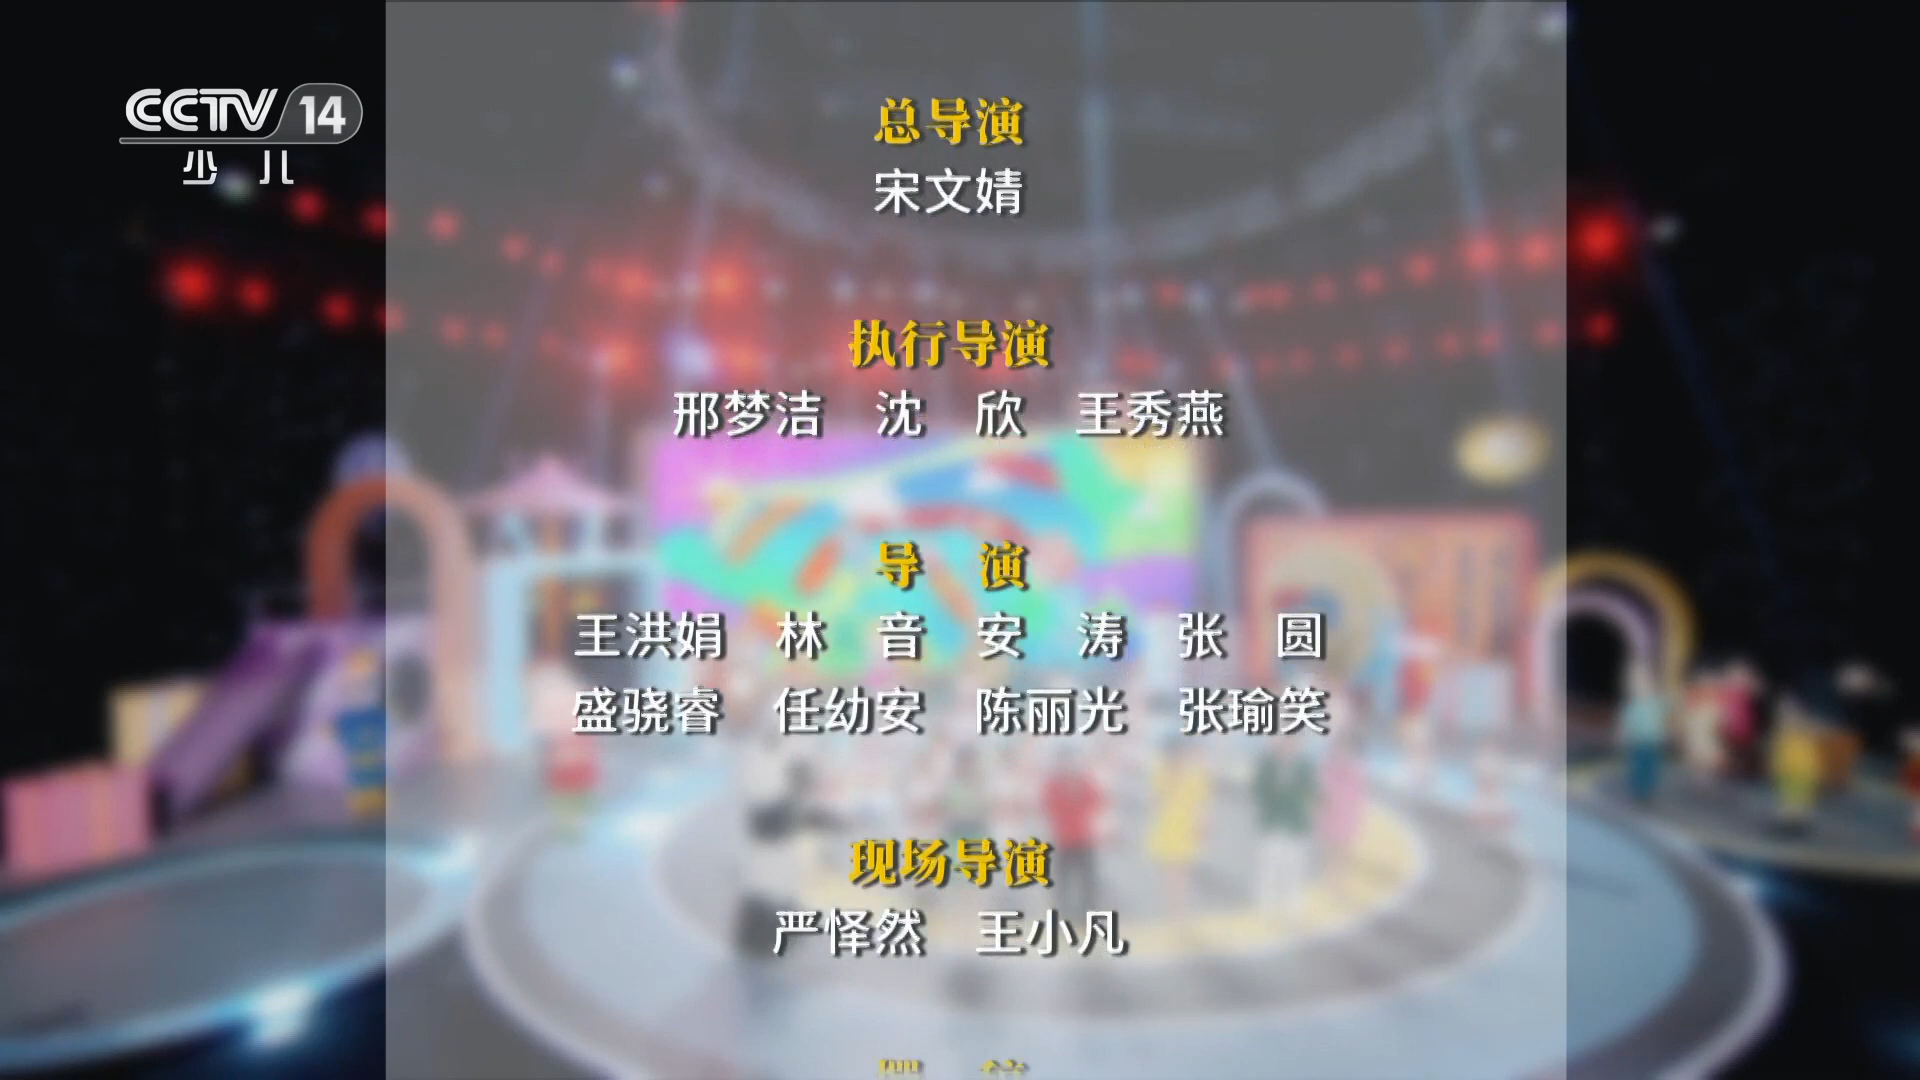 CCTV 14
少儿
总导演
宋文婧
执行导演
邢梦洁 沈欣 王秀燕
导演
王洪娟 林音 安涛 张圆
盛骁睿 任幼安 陈丽光 张瑜笑
现场导演
严怿然 王小凡